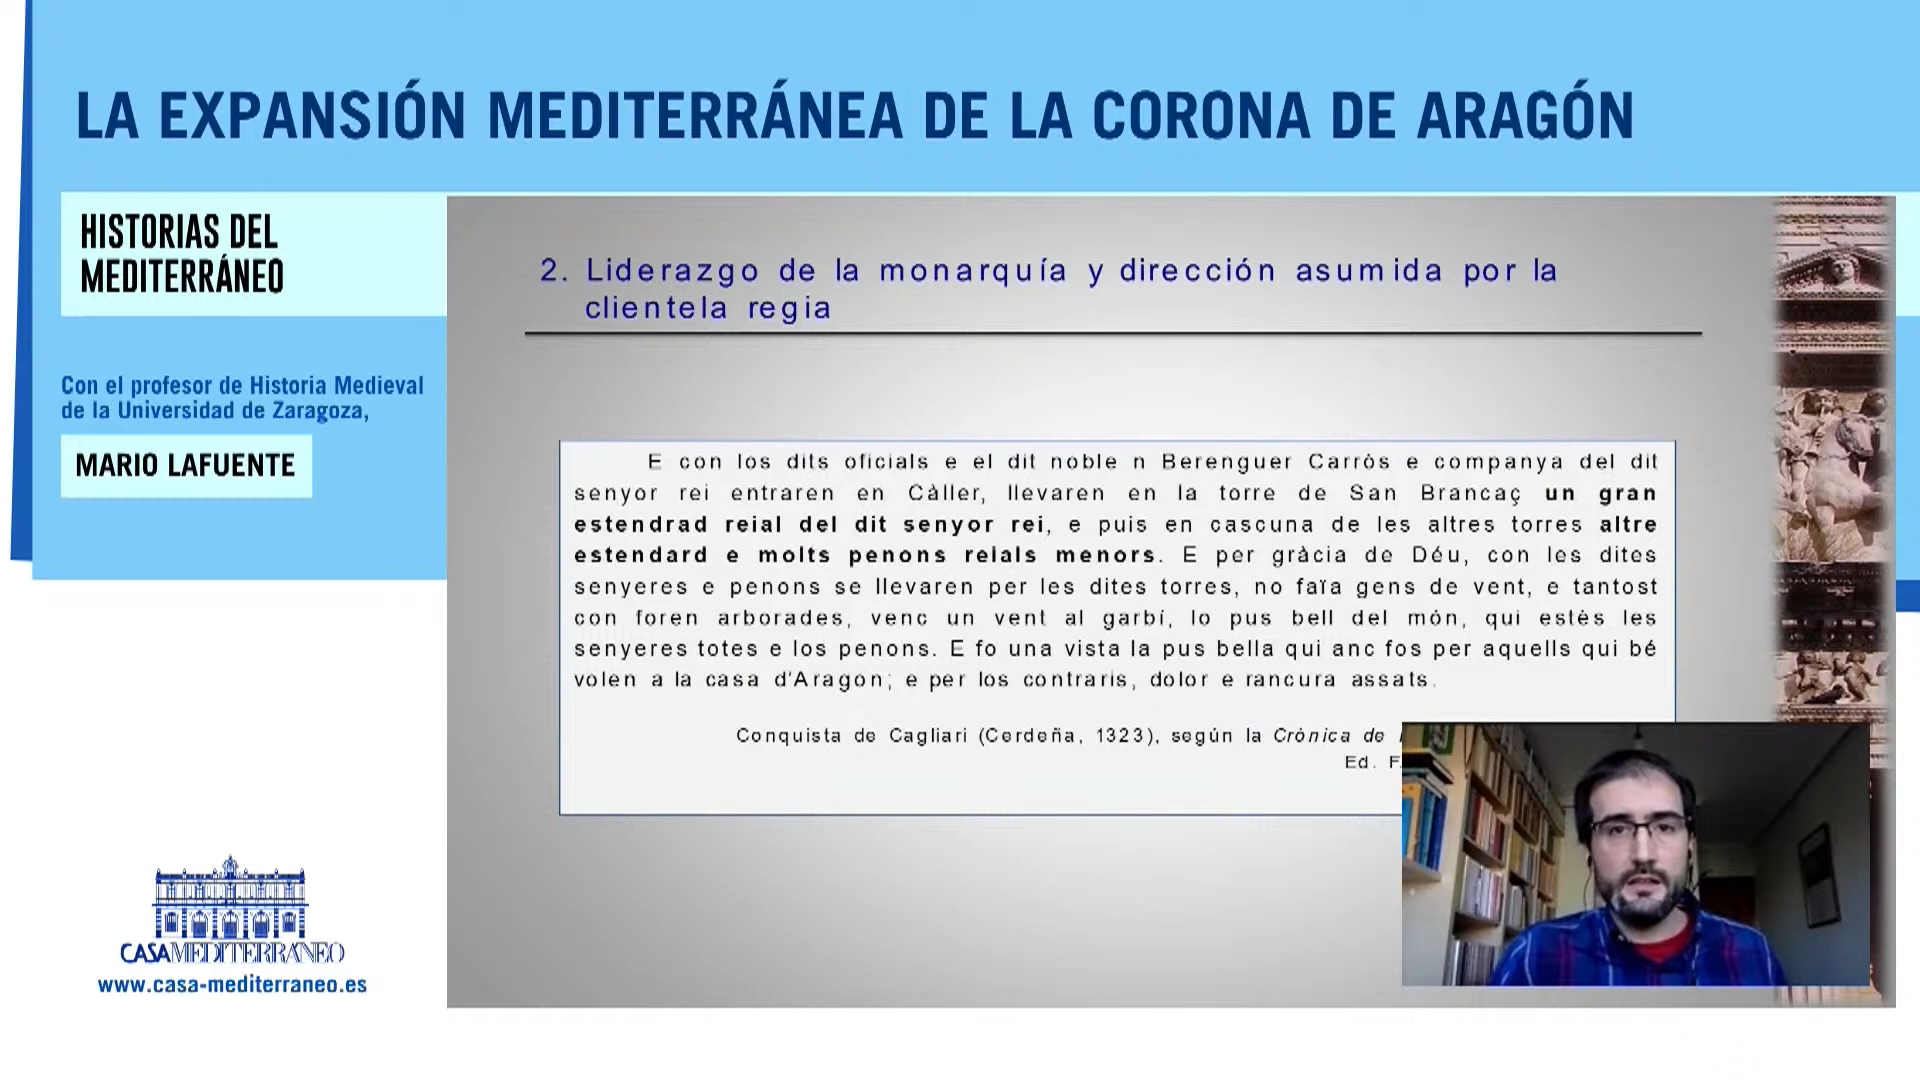 LA EXPANSIÓN MEDITERRÁNEA DE LA CORONA DE ARAGÓN
HISTORIAS DEL
MEDITERRÁNEO
Con el profesor de Historia Medieval
de la Universidad de Zaragoza,
MARIO LAFUENTE
2. Liderazgo de la monarquía y dirección asumida por la
clientela regia
E con los dits oficials e el dit noble n Berenguer Carròs e companya del dit
senyor rei entraren en Càller, llevaren en la torre de San Brancaç un gran
estendrad reial del dit senyor rei, e puis en cascuna de les altres torres altre
estendard e molts penons reials menors. E per gràcia de Déu, con les dites
senyeres e penons se llevaren per les dites torres, no faïa gens de vent, e tantost
con foren arborades, venc un vent al garbí, lo pus bell del món, qui estès les
senyeres totes e los penons. E fo una vista la pus bella qui anc fos per aquells qui bé
volen a la casa d'Aragon; e per los contraris, dolor e rancura assats.
Conquista de Cagliari (Cerdeña, 1323), según la Crònica de
Ed. F.
CASAMEDITERRÁNEO
www.casa-mediterraneo.es